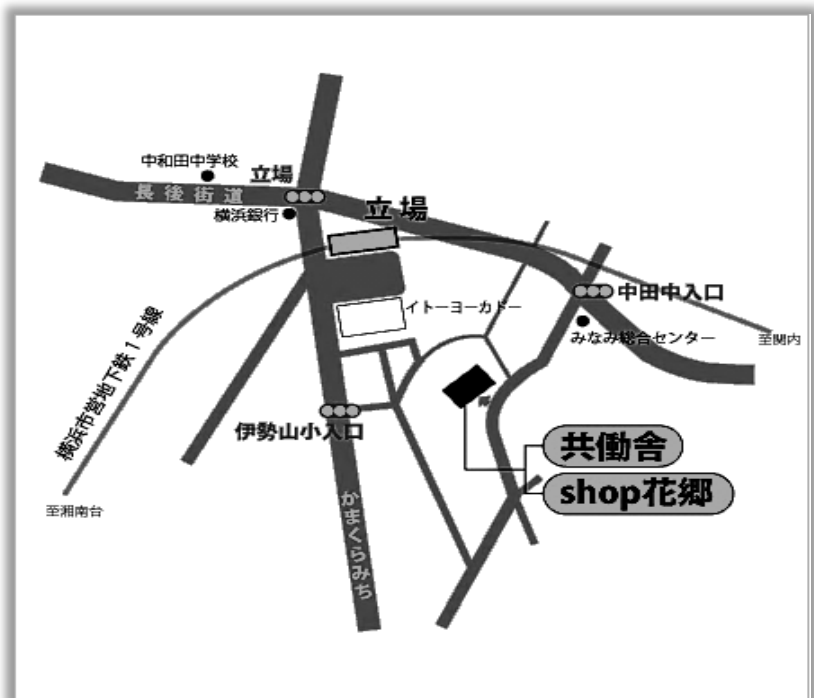 中和田中学校
立場
長後街道
横浜銀行
立場
中田中入口
イトーヨーカドー
みなみ総合センター
至関内
横浜市営地下鉄1号線
伊勢山小入口
共働舎
shop花郷
至湘南台
かまくらみち